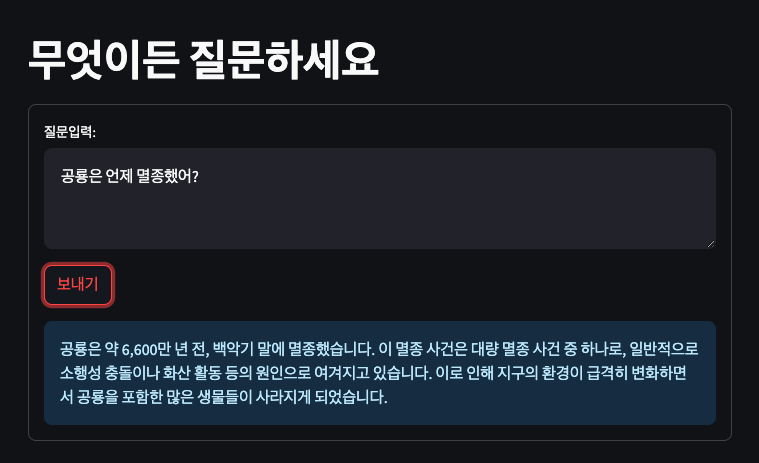 무엇이든 질문하세요
질문입력:
공룡은 언제 멸종했어?
보내기
공룡은 약 6,600만 년 전, 백악기 말에 멸종했습니다. 이 멸종 사건은 대량 멸종 사건 중 하나로, 일반적으로
소행성 충돌이나 화산 활동 등의 원인으로 여겨지고 있습니다. 이로 인해 지구의 환경이 급격히 변화하면
서 공룡을 포함한 많은 생물들이 사라지게 되었습니다.